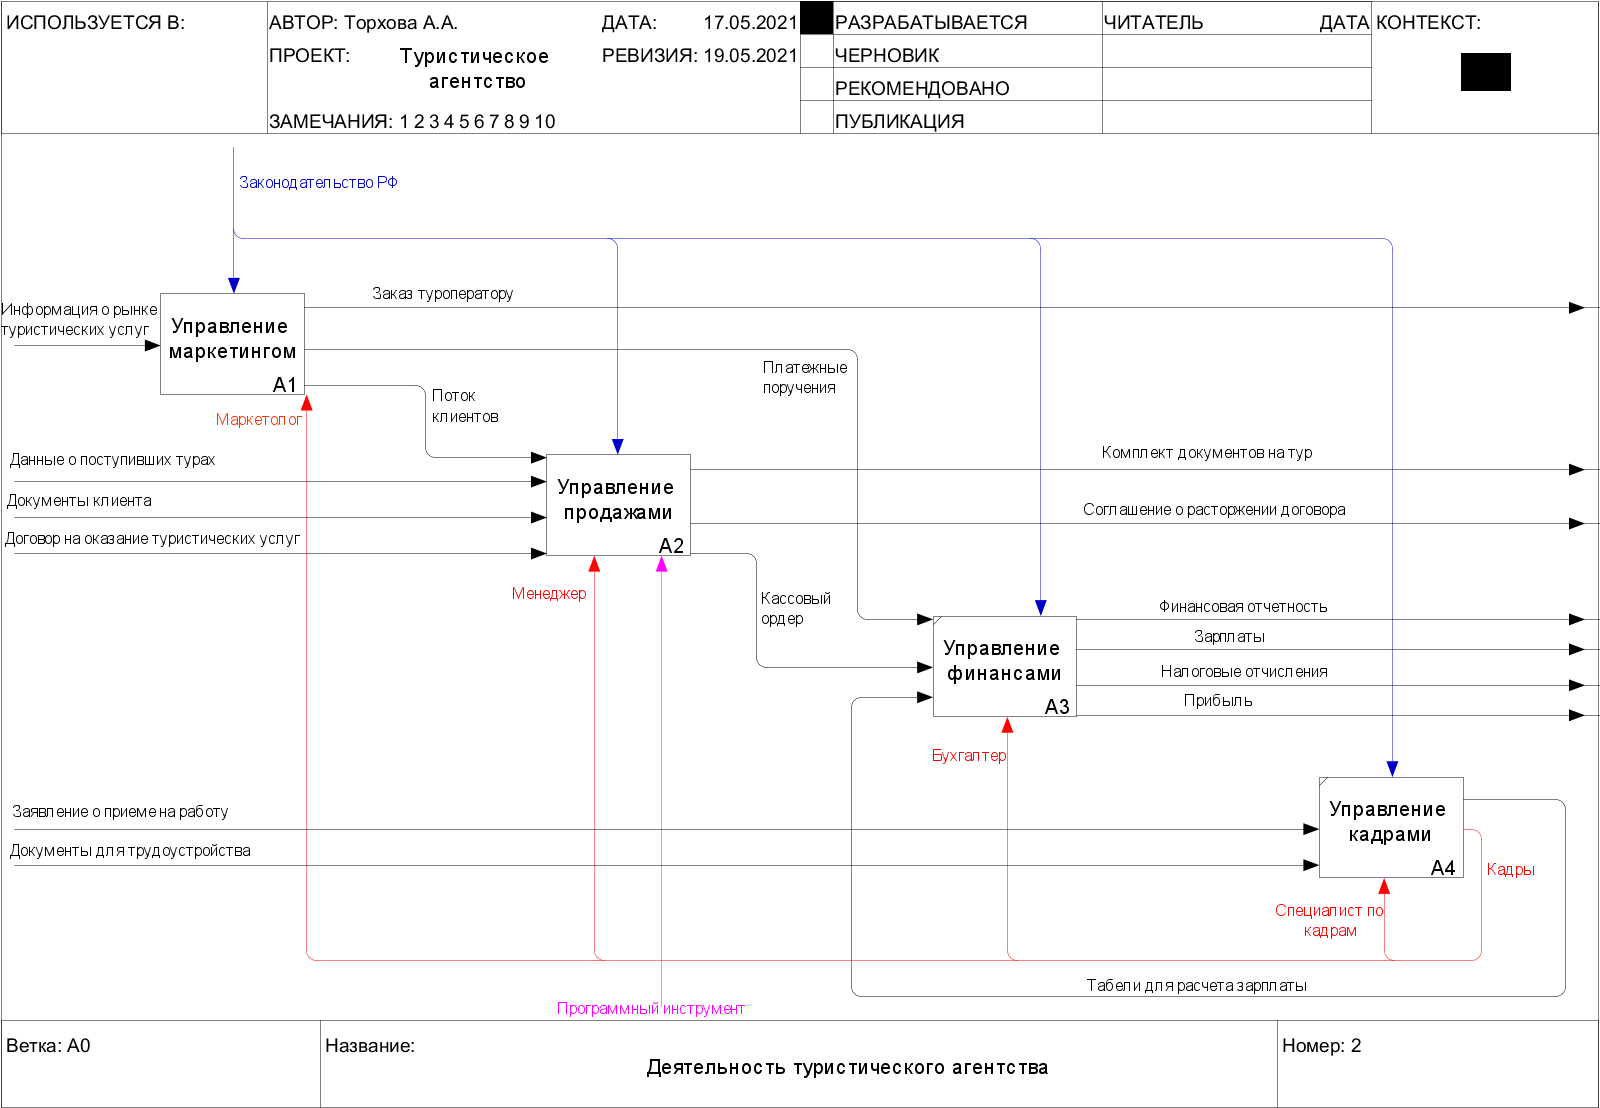 ИСПОЛЬЗУЕТСЯ В:
АВТОР: Торхова А.А.
ДАТА: 17.05.2021
РАЗРАБАТЫВАЕТСЯ
ЧИТАТЕЛЬ
ДАТА
КОНТЕКСТ:
ПРОЕКТ: Туристическое
агентство
РЕВИЗИЯ: 19.05.2021
ЧЕРНОВИК
РЕКОМЕНДОВАНО
ЗАМЕЧАНИЯ: 1 2 3 4 5 6 7 8 9 10
ПУБЛИКАЦИЯ
Законодательство РФ
Информация о рынке
туристических услуг
Управление
маркетингом
A1
Заказ туроператору
Платежные
поручения
Поток
клиентов
Маркетолог
Данные о поступивших турах
Документы клиента
Договор на оказание туристических услуг
Управление
продажами
A2
Комплект документов на тур
Соглашение о расторжении договора
Менеджер
Кассовый
ордер
Управление
финансами
A3
Финансовая отчетность
Зарплаты
Налоговые отчисления
Прибыль
Бухгалтер
Заявление о приеме на работу
Документы для трудоустройства
Управление
кадрами
A4
Кадры
Специалист по
кадрам
Табели для расчета зарплаты
Программный инструмент
Ветка: A0
Название:
Деятельность туристического агентства
Номер: 2